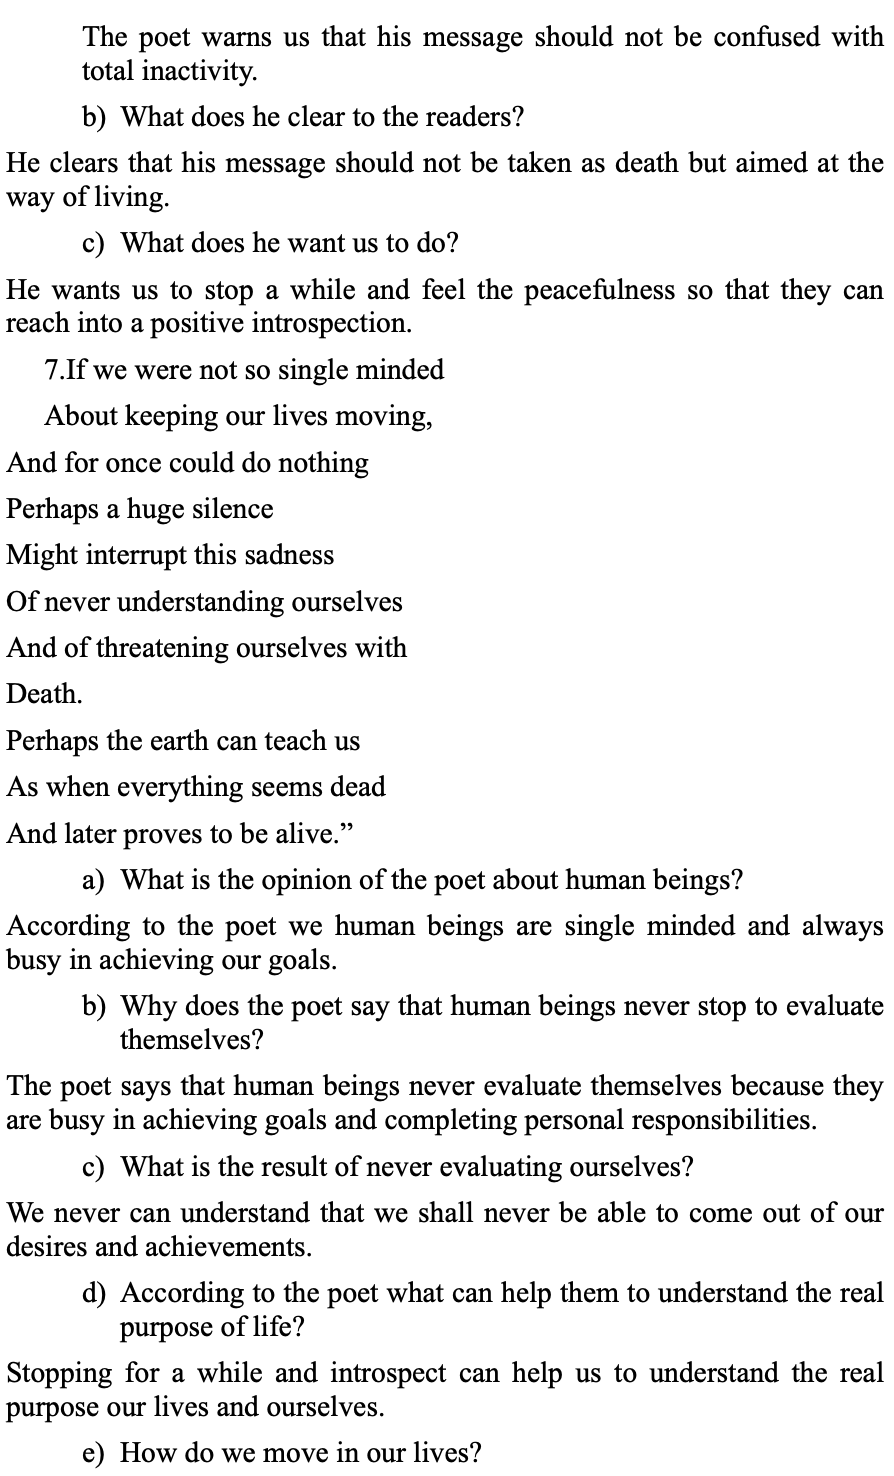 The poet warns us that his message should not be confused with
total inactivity.
b) What does he clear to the readers?
He clears that his message should not be taken as death but aimed at the
way of living.
c) What does he want us to do?
He wants us to stop a while and feel the peacefulness so that they can
reach into a positive introspection.
7.If we were not so single minded
About keeping our lives moving,
And for once could do nothing
Perhaps a huge silence
Might interrupt this sadness
Of never understanding ourselves
And of threatening ourselves with
Death.
Perhaps the earth can teach us
As when everything seems dead
And later proves to be alive.”
a) What is the opinion of the poet about human beings?
According to the poet we human beings are single minded and always
busy in achieving our goals.
b) Why does the poet say that human beings never stop to evaluate
themselves?
The poet says that human beings never evaluate themselves because they
are busy in achieving goals and completing personal responsibilities.
c) What is the result of never evaluating ourselves?
We never can understand that we shall never be able to come out of our
desires and achievements.
d) According to the poet what can help them to understand the real
purpose of life?
Stopping for a while and introspect can help us to understand the real
purpose our lives and ourselves.
e) How do we move in our lives?